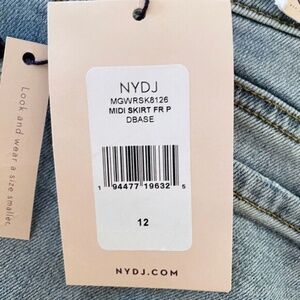 NYDJ
MGWRSK8126
MIDI SKIRT FR P
DBASE
1 94477 19632 5
12
NYDJ.COM
Look and wear a size smaller.